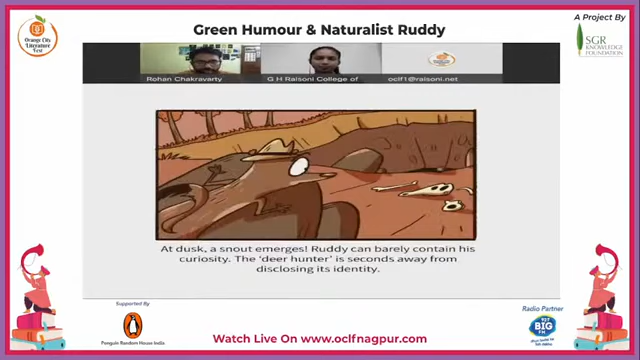 Green Humour & Naturalist Ruddy
A Project By
Orange City
Literature
Fest
SGR
KNOWLEDGE
FOUNDATION
Rohan Chakravarty
G H Raisoni College of
oclf1@raisoni.net
At dusk, a snout emerges! Ruddy can barely contain his
curiosity. The 'deer hunter' is seconds away from
disclosing its identity.
Supported By
Penguin Random House India
Radio Partner
BIG
FM
Watch Live On www.oclfnagpur.com